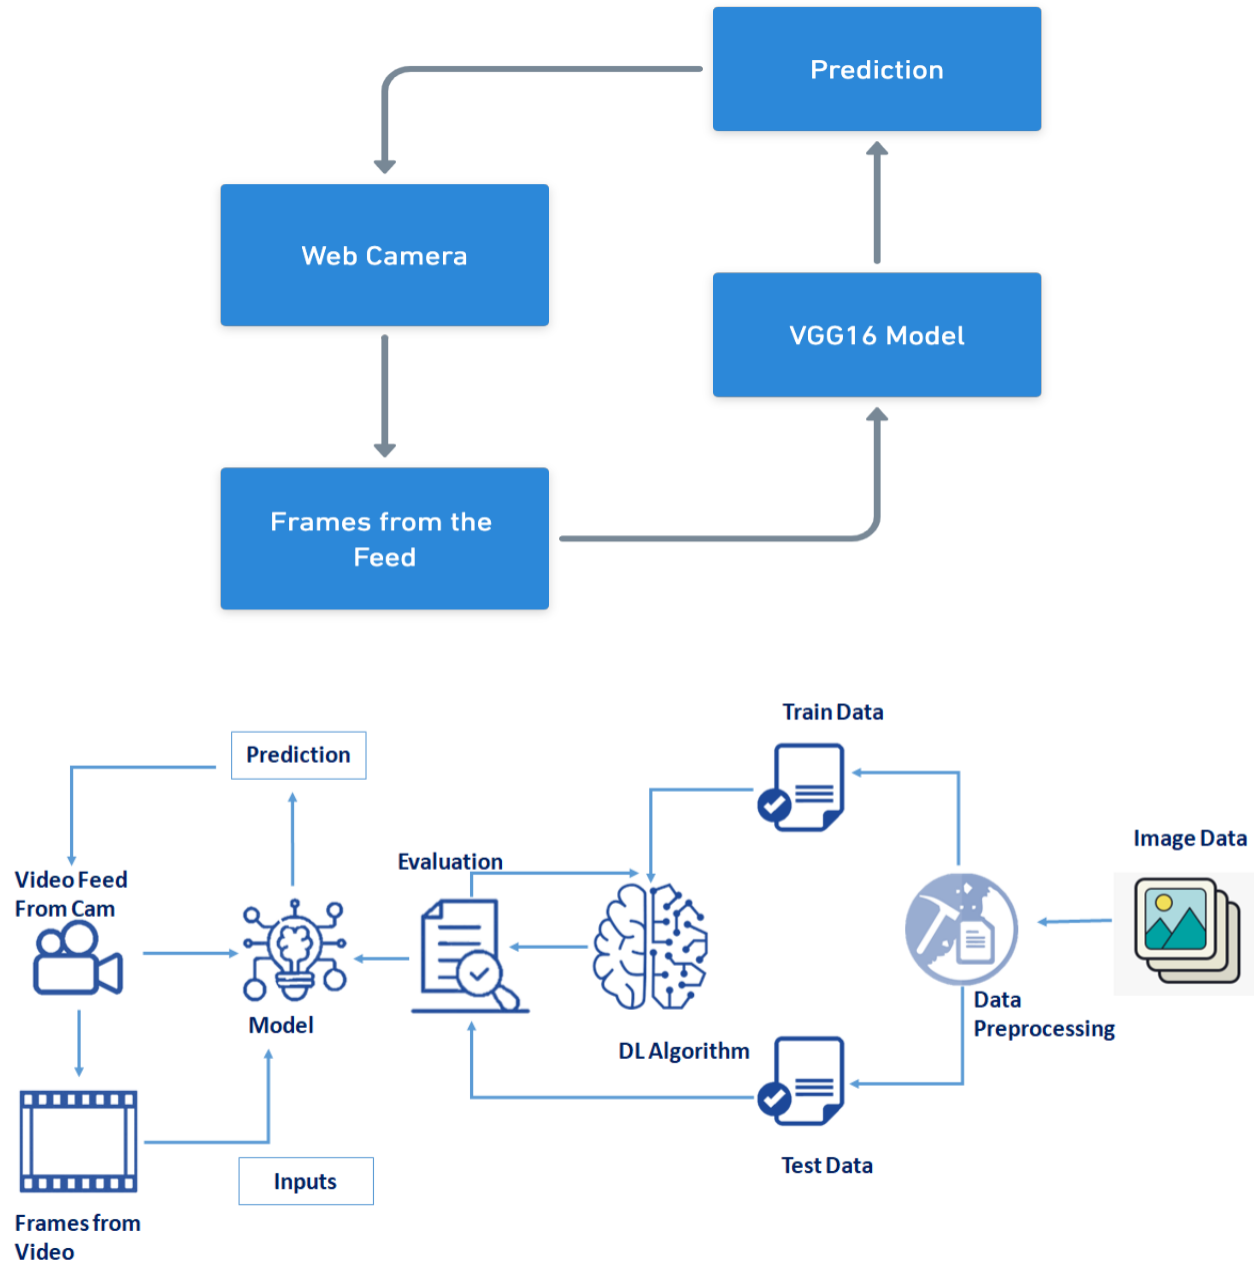 Prediction
Web Camera
VGG16 Model
Frames from the
Feed
Train Data
Prediction
Image Data
Evaluation
Video Feed
From Cam
Data
Preprocessing
Model
DL Algorithm
Test Data
Inputs
Frames from
Video